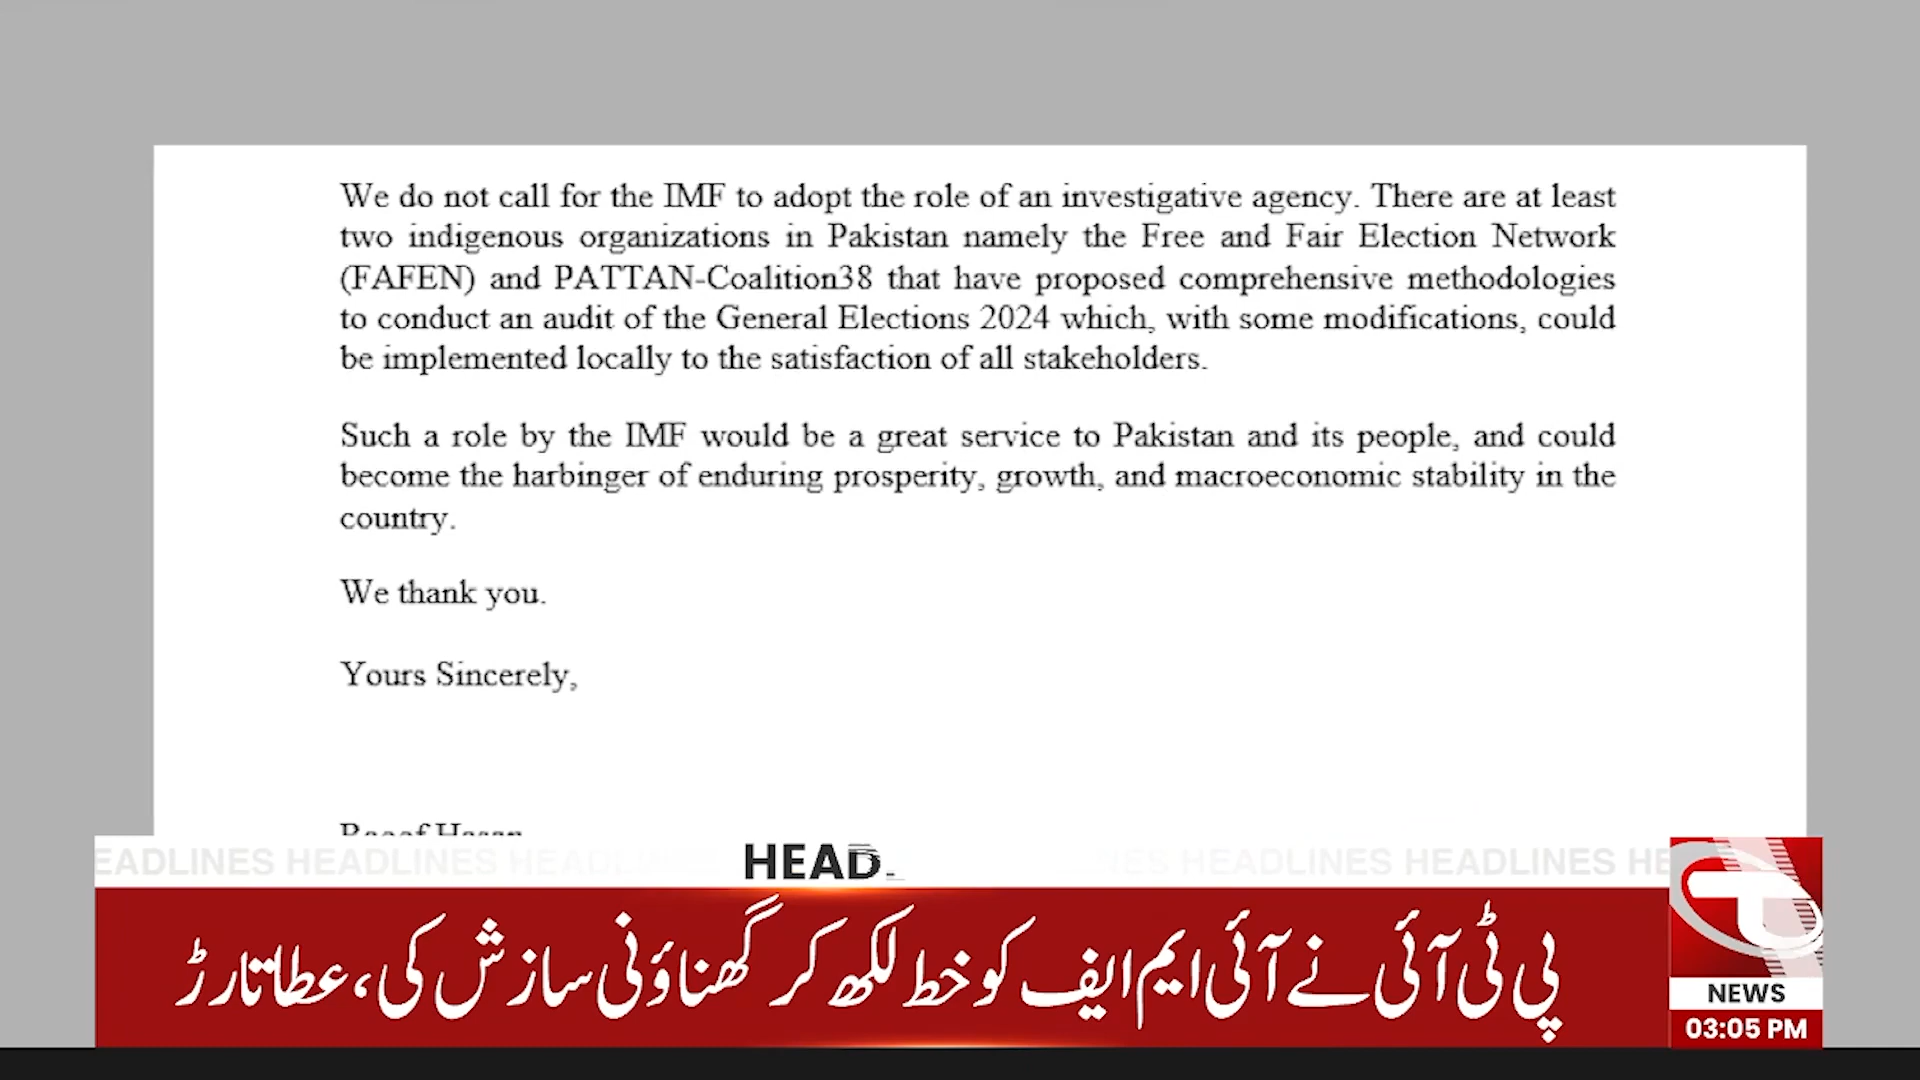 We do not call for the IMF to adopt the role of an investigative agency. There are at least
two indigenous organizations in Pakistan namely the Free and Fair Election Network
(FAFEN) and PATTAN-Coalition38 that have proposed comprehensive methodologies
to conduct an audit of the General Elections 2024 which, with some modifications, could
be implemented locally to the satisfaction of all stakeholders.
Such a role by the IMF would be a great service to Pakistan and its people, and could
become the harbinger of enduring prosperity, growth, and macroeconomic stability in the
country.
We thank you.
Yours Sincerely,
Raoof Hasan
EADLINES HEADLINES HEADLINES HEAD NES HEADLINES HEADLINES HE
پی ٹی آئی نے آئی ایم ایف کو خط لکھ کر گھناؤنی سازش کی، عطا تارڑ
NEWS
03:05 PM